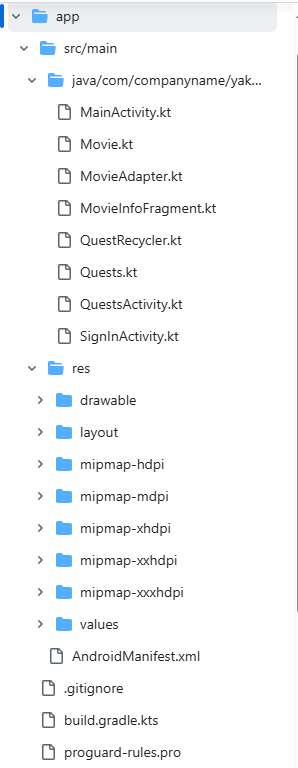 app
src/main
java/com/companyname/yak...
MainActivity.kt
Movie.kt
MovieAdapter.kt
MovieInfoFragment.kt
QuestRecycler.kt
Quests.kt
QuestsActivity.kt
SignInActivity.kt
res
drawable
layout
mipmap-hdpi
mipmap-mdpi
mipmap-xhdpi
mipmap-xxhdpi
mipmap-xxxhdpi
values
AndroidManifest.xml
.gitignore
build.gradle.kts
proguard-rules.pro